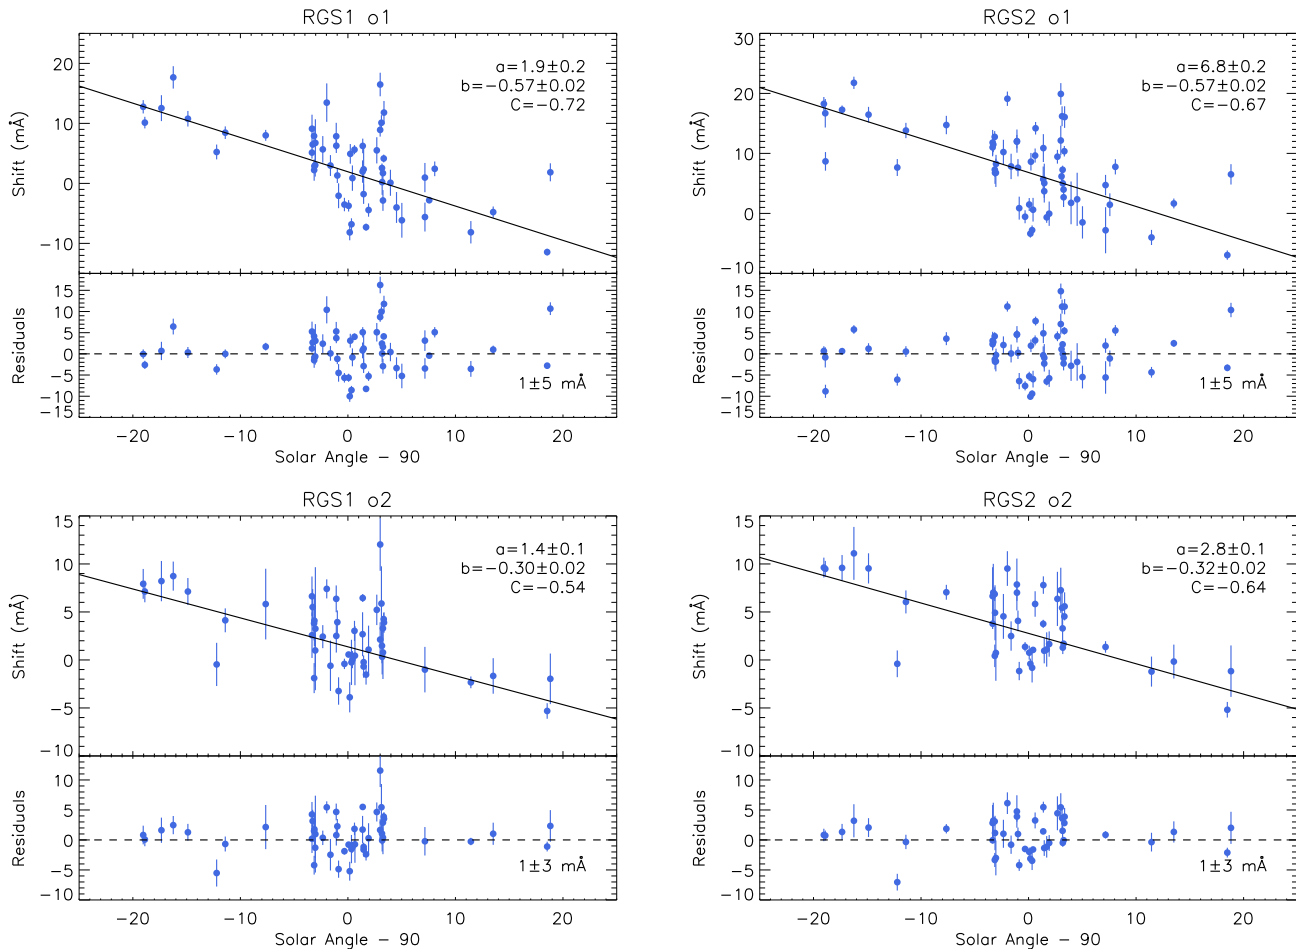 RGS1 o1
20
10
0
−10
Shift (mÅ)
a=1.9±0.2
b=−0.57±0.02
C=−0.72
15
10
5
0
−5
−10
−15
Residuals
1±5 mÅ
−20 −10 0 10 20
Solar Angle − 90
RGS2 o1
30
20
10
0
−10
Shift (mÅ)
a=6.8±0.2
b=−0.57±0.02
C=−0.67
15
10
5
0
−5
−10
−15
Residuals
1±5 mÅ
−20 −10 0 10 20
Solar Angle − 90
RGS1 o2
15
10
5
0
−5
−10
Shift (mÅ)
a=1.4±0.1
b=−0.30±0.02
C=−0.54
10
5
0
−5
−10
Residuals
1±3 mÅ
−20 −10 0 10 20
Solar Angle − 90
RGS2 o2
15
10
5
0
−5
−10
Shift (mÅ)
a=2.8±0.1
b=−0.32±0.02
C=−0.64
10
5
0
−5
−10
Residuals
1±3 mÅ
−20 −10 0 10 20
Solar Angle − 90